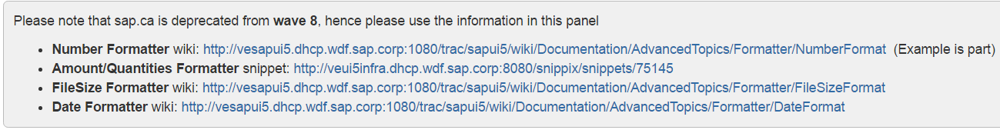 Please note that sap.ca is deprecated from wave 8, hence please use the information in this panel
• Number Formatter wiki: http://vesapui5.dhcp.wdf.sap.corp:1080/trac/sapui5/wiki/Documentation/AdvancedTopics/Formatter/NumberFormat (Example is part)
• Amount/Quantities Formatter snippet: http://veui5infra.dhcp.wdf.sap.corp:8080/snippix/snippets/75145
• FileSize Formatter wiki: http://vesapui5.dhcp.wdf.sap.corp:1080/trac/sapui5/wiki/Documentation/AdvancedTopics/Formatter/FileSizeFormat
• Date Formatter wiki: http://vesapui5.dhcp.wdf.sap.corp:1080/trac/sapui5/wiki/Documentation/AdvancedTopics/Formatter/DateFormat